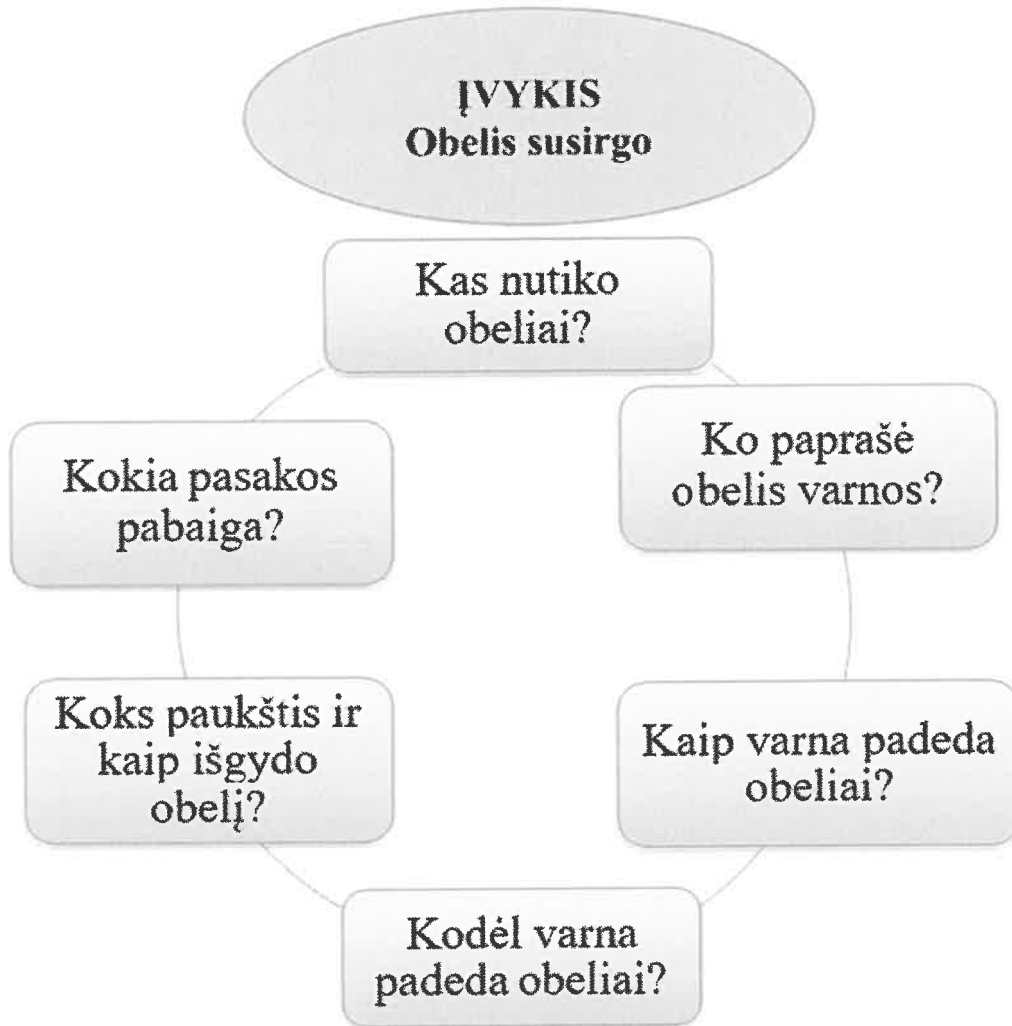 ĮVYKIS
Obelis susirgo
Kas nutiko
obeliai?
Ko paprašė
obelis varnos?
Kaip varna padeda
obeliai?
Kodėl varna
padeda obeliai?
Koks paukštis ir
kaip išgydo
obelį?
Kokia pasakos
pabaiga?